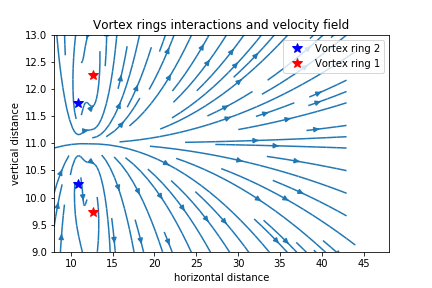 Vortex rings interactions and velocity field
Vortex ring 2
Vortex ring 1
vertical distance
13.0
12.5
12.0
11.5
11.0
10.5
10.0
9.5
9.0
10 15 20 25 30 35 40 45
horizontal distance